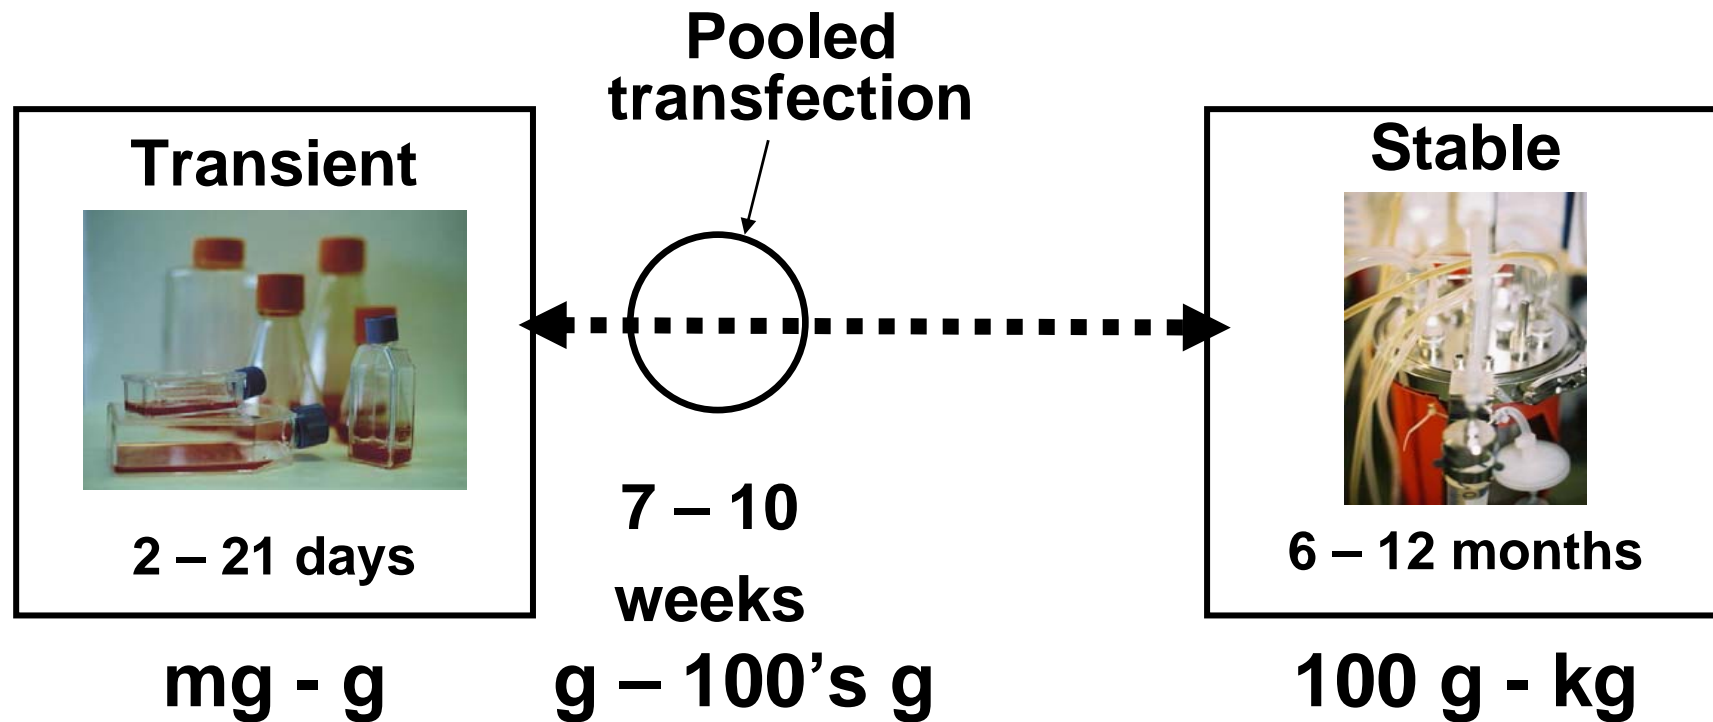 Pooled
transfection
Transient
2 – 21 days
mg - g
7 – 10
weeks
g – 100’s g
Stable
6 – 12 months
100 g - kg